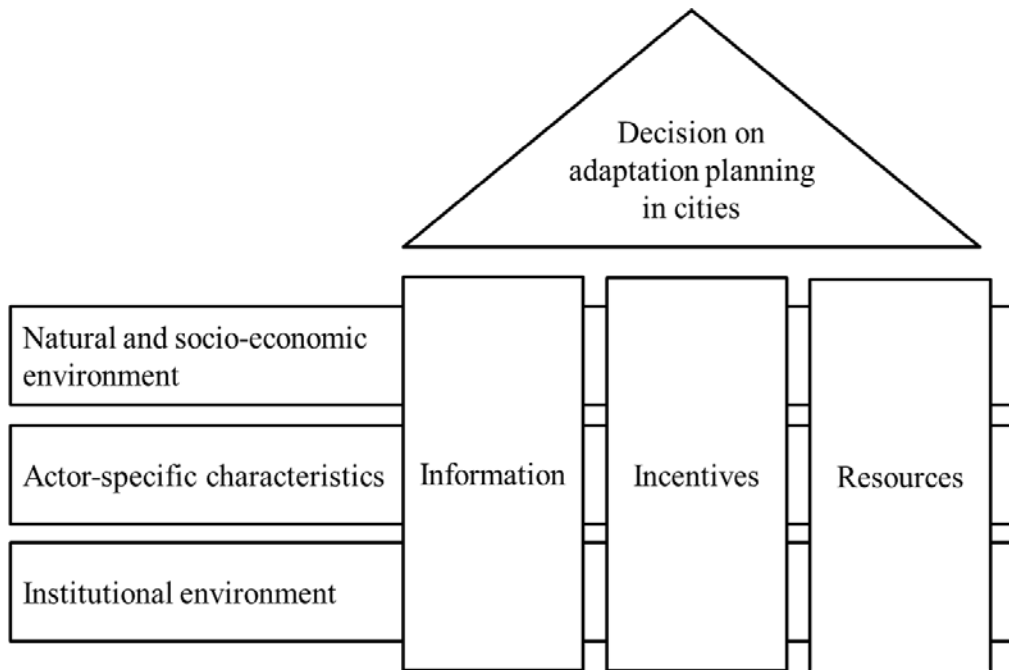 Decision on
adaptation planning
in cities
Natural and socio-economic
environment
Actor-specific characteristics
Information
Incentives
Resources
Institutional environment